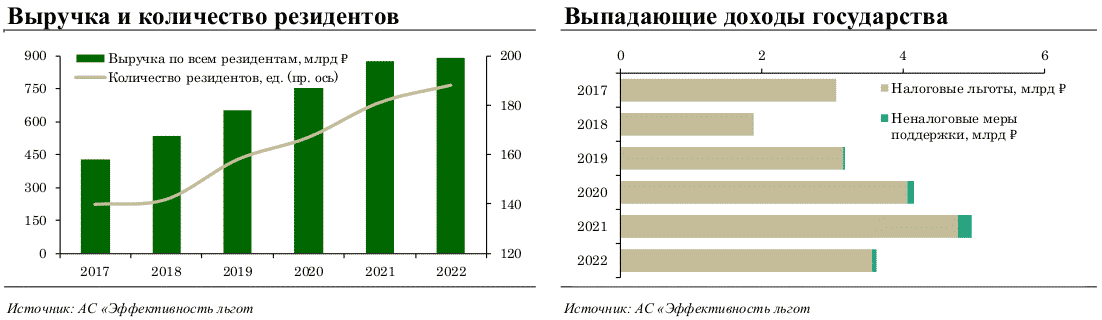 Выручка и количество резидентов
900
750
600
450
300
150
0
Выручка по всем резидентам, млрд ₽
Количество резидентов, ед. (пр. ось)
200
180
160
140
120
2017 2018 2019 2020 2021 2022
Источник: АС «Эффективность льгот
Выпадающие доходы государства
0 2 4 6
2017
2018
2019
2020
2021
2022
Налоговые льготы, млрд ₽
Неналоговые меры
поддержки, млрд ₽
Источник: АС «Эффективность льгот